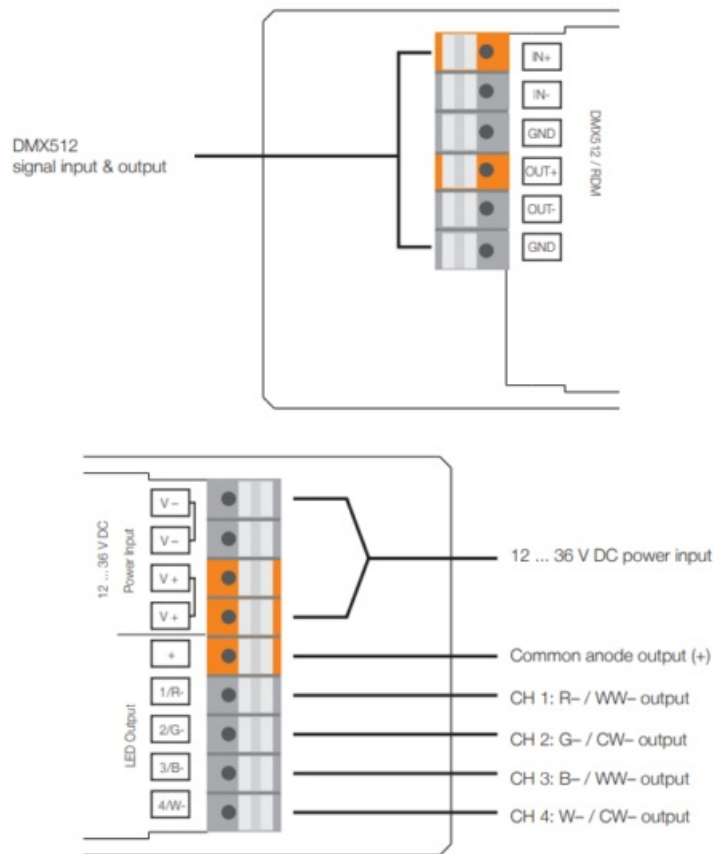 IN+
IN-
GND
OUT+
OUT-
GND
DMX512 / RDM
DMX512
signal input & output
12 ... 36 V DC
Power Input
V –
V –
V +
V +
12 ... 36 V DC power input
LED Output
+
1/R-
2/G-
3/B-
4/W-
Common anode output (+)
CH 1: R– / WW– output
CH 2: G– / CW– output
CH 3: B– / WW– output
CH 4: W– / CW– output